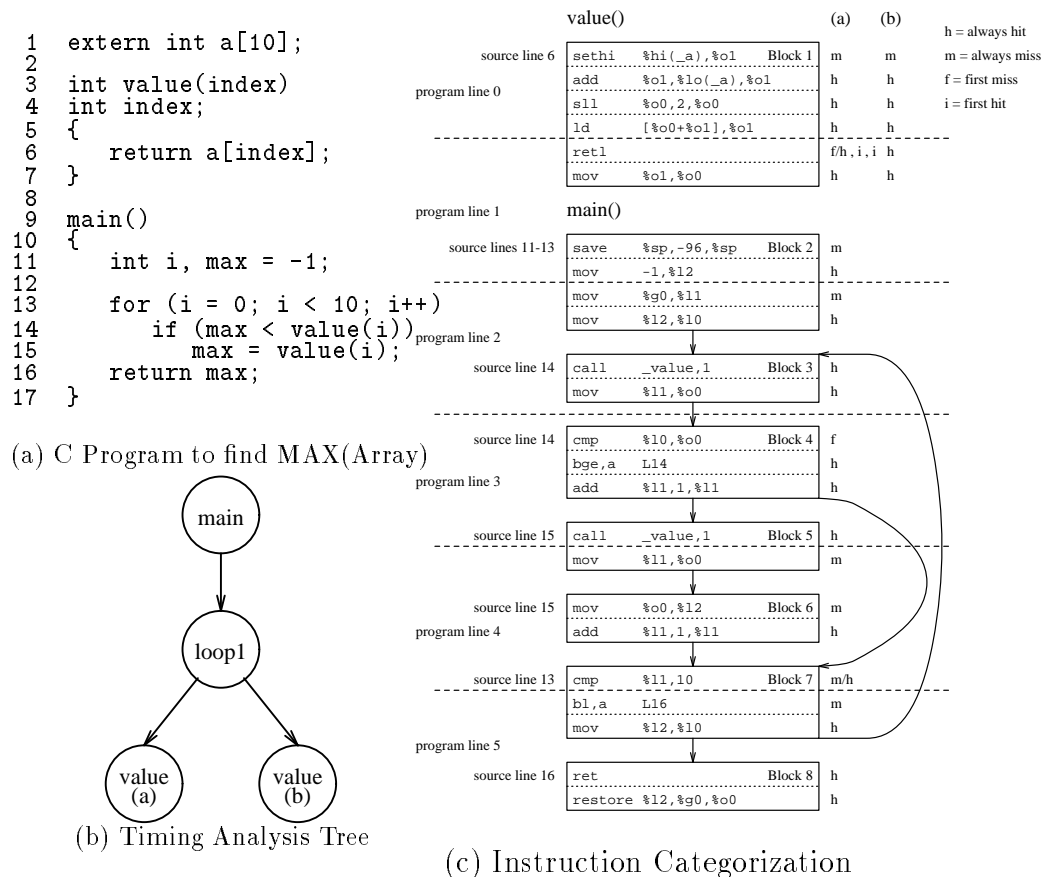 1 extern int a[10];
2
3 int value(index)
4 int index;
5 {
6 return a[index];
7 }
8
9 main()
10 {
11 int i, max = -1;
12
13 for (i = 0; i < 10; i++)
14 if (max < value(i))
15 max = value(i);
16 return max;
17 }
(a) C Program to find MAX(Array)
main
loop1
value
(a)
value
(b)
(b) Timing Analysis Tree
value() (a) (b)
h = always hit
m = always miss
f = first miss
i = first hit
source line 6 sethi %hi(_a),%o1 Block 1 m m
add %o1,%lo(_a),%o1 h h
program line 0
sll %o0,2,%o0 h h
ld [%o0+%o1],%o1 h h
retl f/h , i, i h
mov %o1,%o0 h h
program line 1 main()
source lines 11-13 save %sp,-96,%sp Block 2 m
mov -1,%l2 h
mov %g0,%l1 m
mov %l2,%l0 h
program line 2
source line 14 call _value,1 Block 3 h
mov %l1,%o0 h
source line 14 cmp %l0,%o0 Block 4 f
bge,a L14 h
program line 3
add %l1,1,%l1 h
source line 15 call _value,1 Block 5 h
mov %l1,%o0 m
source line 15 mov %o0,%l2 Block 6 m
program line 4 add %l1,1,%l1 h
source line 13 cmp %l1,10 Block 7 m/h
bl,a L16 m
mov %l2,%l0 h
program line 5
source line 16 ret Block 8 h
restore %l2,%g0,%o0 h
(c) Instruction Categorization